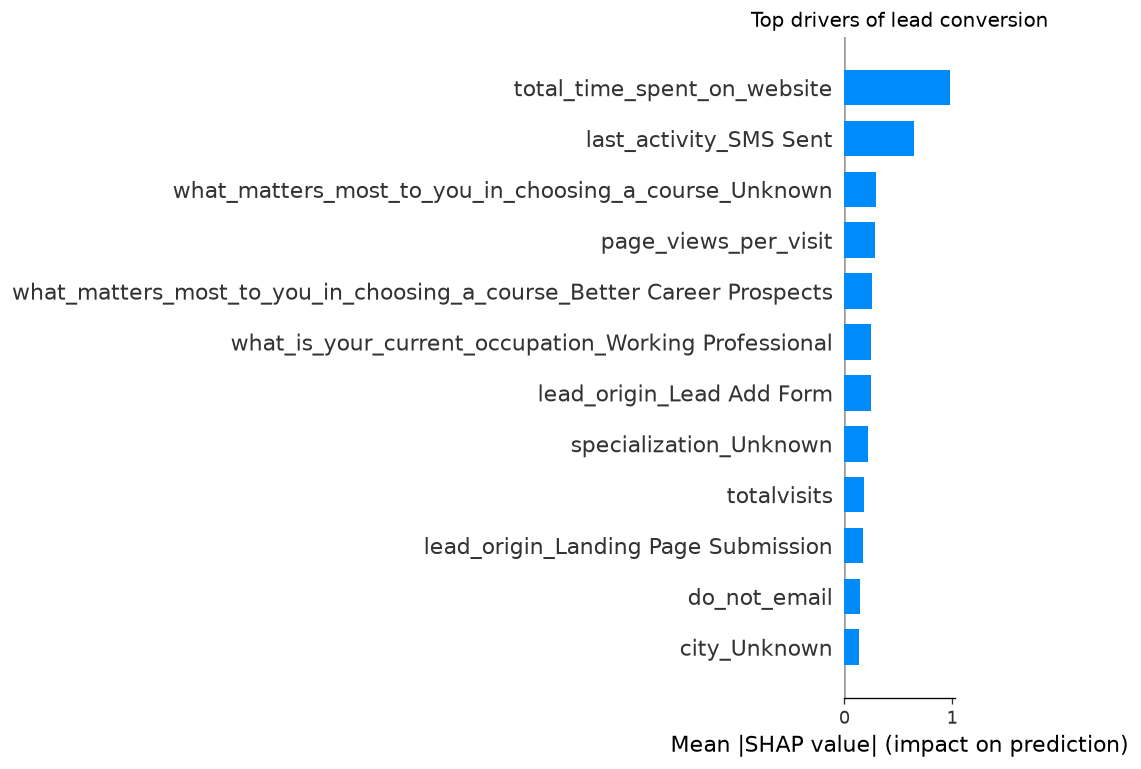 Top drivers of lead conversion
total_time_spent_on_website
last_activity_SMS Sent
what_matters_most_to_you_in_choosing_a_course_Unknown
page_views_per_visit
what_matters_most_to_you_in_choosing_a_course_Better Career Prospects
what_is_your_current_occupation_Working Professional
lead_origin_Lead Add Form
specialization_Unknown
totalvisits
lead_origin_Landing Page Submission
do_not_email
city_Unknown
0 1
Mean |SHAP value| (impact on prediction)